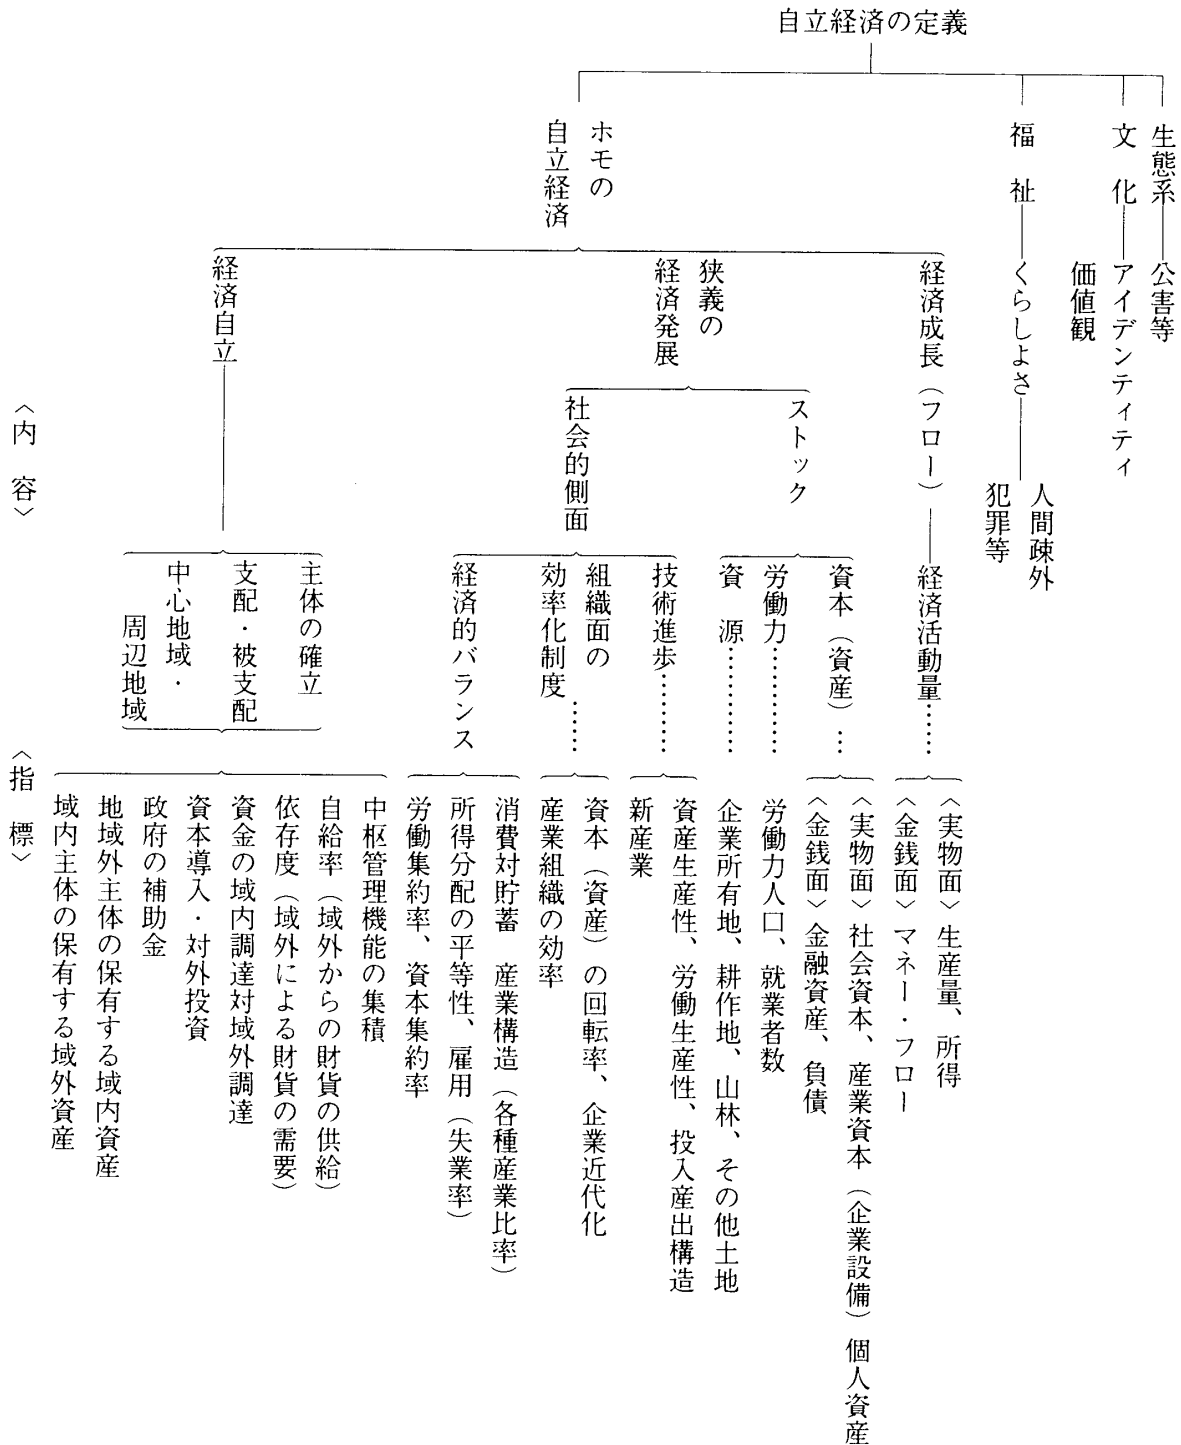 自立経済の定義
生態系
公害等
文化
アイデンティティ
価値観
福祉
くらしよさ
人間疎外
犯罪等
ホモの
自立経済
経済成長（フロー）
経済活動量……
〈実物面〉生産量、所得
〈金銭面〉マネー・フロー
狭義の
経済発展
ストック
資本（資産）…
〈実物面〉社会資本、産業資本（企業設備）個人資産
〈金銭面〉金融資産、負債
労働力…………
労働力人口、就業者数
資源…………
企業所有地、耕作地、山林、その他土地
社会的側面
技術進歩………
資産生産性、労働生産性、投入産出構造
新産業
組織面の
効率化制度……
資本（資産）の回転率、企業近代化
産業組織の効率
経済的バランス
消費対貯蓄　産業構造（各種産業比率）
所得分配の平等性、雇用（失業率）
労働集約率、資本集約率
経済自立
主体の確立
支配・被支配
中心地域・
周辺地域
中枢管理機能の集積
自給率（域外からの財貨の供給）
依存度（域外による財貨の需要）
資金の域内調達対域外調達
資本導入・対外投資
政府の補助金
地域外主体の保有する域内資産
域内主体の保有する域外資産
〈内容〉
〈指標〉